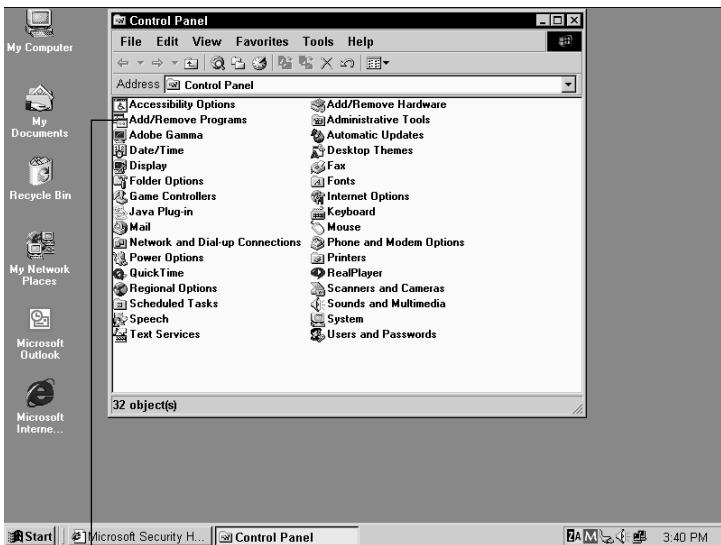 Control Panel
File Edit View Favorites Tools Help
Address Control Panel
Accessibility Options
Add/Remove Programs
Adobe Gamma
Date/Time
Display
Folder Options
Game Controllers
Java Plug-in
Mail
Network and Dial-up Connections
Power Options
QuickTime
Regional Options
Scheduled Tasks
Speech
Text Services
Add/Remove Hardware
Administrative Tools
Automatic Updates
Desktop Themes
Fax
Fonts
Internet Options
Keyboard
Mouse
Phone and Modem Options
Printers
RealPlayer
Scanners and Cameras
Sounds and Multimedia
System
Users and Passwords
32 object(s)
My Computer
My
Documents
Recycle Bin
My Network
Places
Microsoft
Outlook
Microsoft
Interne...
Start Microsoft Security H... Control Panel ZA M 3:40 PM